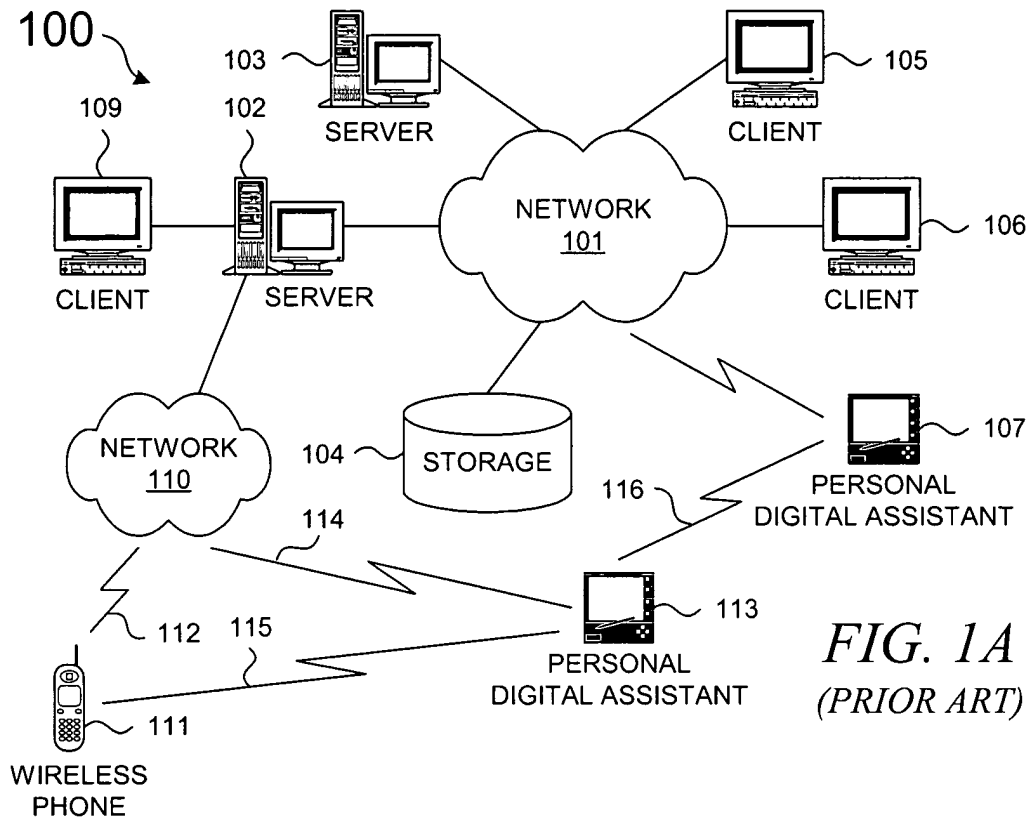 100
103
SERVER
105
CLIENT
109
102
CLIENT
SERVER
NETWORK
101
106
CLIENT
NETWORK
110
104
STORAGE
107
PERSONAL
DIGITAL ASSISTANT
116
114
113
PERSONAL
DIGITAL ASSISTANT
112
115
111
WIRELESS
PHONE
FIG. 1A
(PRIOR ART)